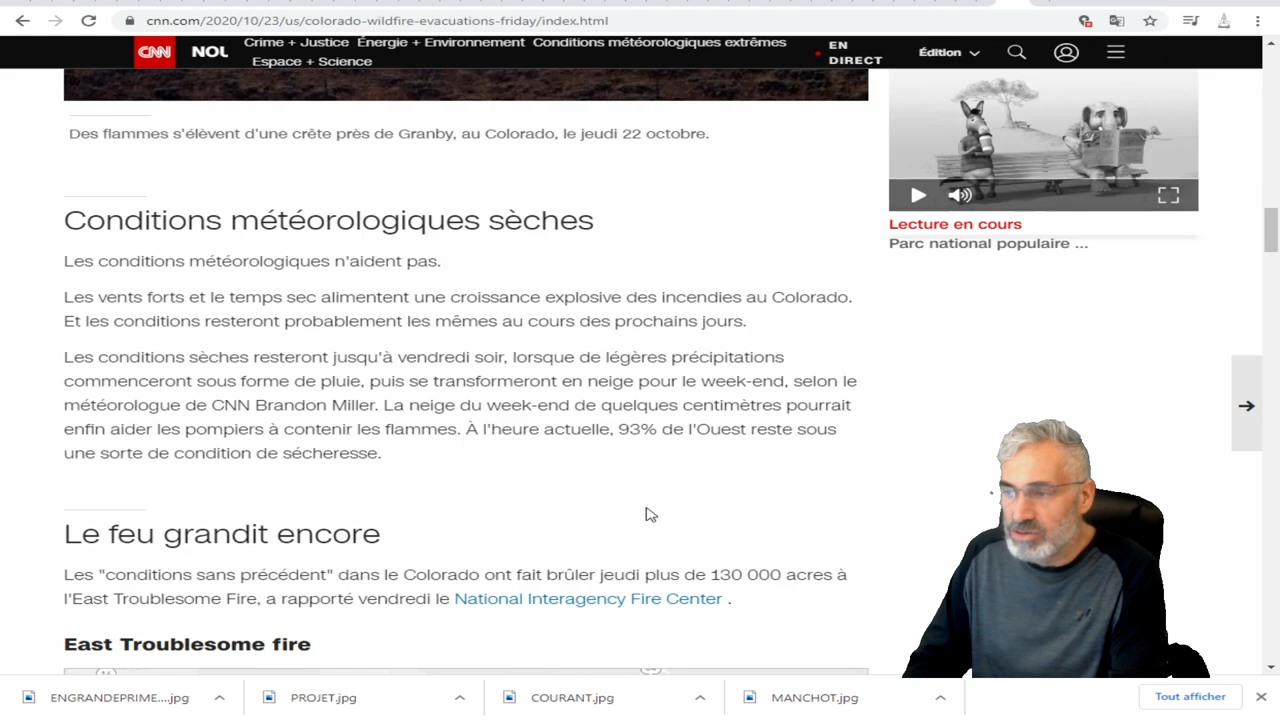 cnn.com/2020/10/23/us/colorado-wildfire-evacuations-friday/index.html
CNN NOU Crime + Justice Énergie + Environnement Conditions météorologiques extrêmes
Espace + Science
EN DIRECT
Édition
Des flammes s'élèvent d'une crête près de Granby, au Colorado, le jeudi 22 octobre.
Lecture en cours
Parc national populaire ...
Conditions météorologiques sèches
Les conditions météorologiques n'aident pas.
Les vents forts et le temps sec alimentent une croissance explosive des incendies au Colorado.
Et les conditions resteront probablement les mêmes au cours des prochains jours.
Les conditions sèches resteront jusqu'à vendredi soir, lorsque de légères précipitations
commenceront sous forme de pluie, puis se transformeront en neige pour le week-end, selon le
météorologue de CNN Brandon Miller. La neige du week-end de quelques centimètres pourrait
enfin aider les pompiers à contenir les flammes. À l'heure actuelle, 93% de l'Ouest reste sous
une sorte de condition de sécheresse.
Le feu grandit encore
Les "conditions sans précédent" dans le Colorado ont fait brûler jeudi plus de 130 000 acres à
l'East Troublesome Fire, a rapporté vendredi le National Interagency Fire Center .
East Troublesome fire
ENGRANDEPRIME....jpg
PROJET.jpg
COURANT.jpg
MANCHOT.jpg
Tout afficher